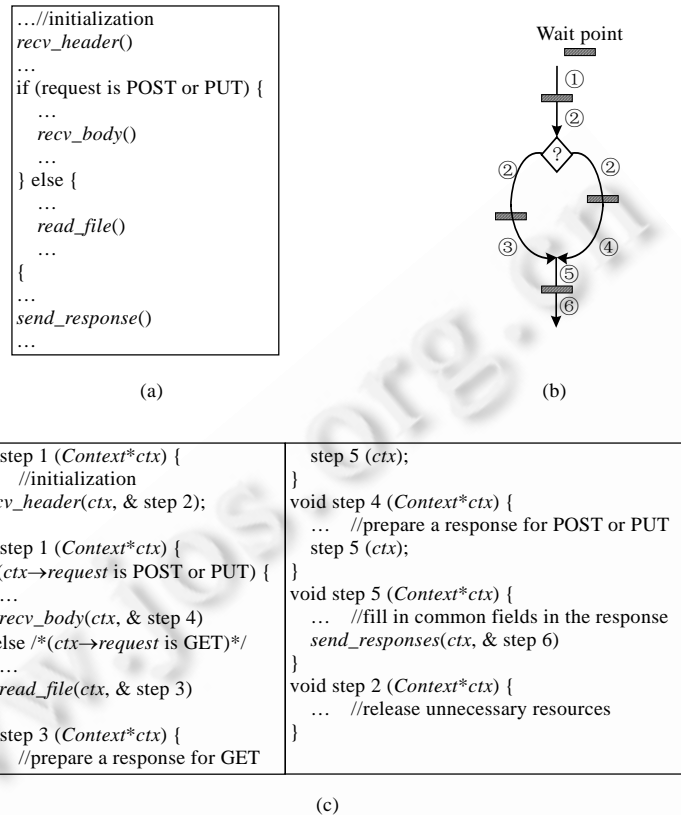 …//initialization
recv_header()
…
if (request is POST or PUT) {
…
recv_body()
…
} else {
…
read_file()
…
{
…
send_response()
…
(a)
Wait point
①
②
?
②
②
③
④
⑤
⑥
(b)
step 1 (Context*ctx) {
//initialization
cv_header(ctx, & step 2);
step 1 (Context*ctx) {
(ctx→request is POST or PUT) {
…
recv_body(ctx, & step 4)
else /*(ctx→request is GET)*/
…
read_file(ctx, & step 3)
step 3 (Context*ctx) {
//prepare a response for GET
step 5 (ctx);
}
void step 4 (Context*ctx) {
… //prepare a response for POST or PUT
step 5 (ctx);
}
void step 5 (Context*ctx) {
… //fill in common fields in the response
send_responses(ctx, & step 6)
}
void step 2 (Context*ctx) {
… //release unnecessary resources
}
(c)
www.jos.org.cn